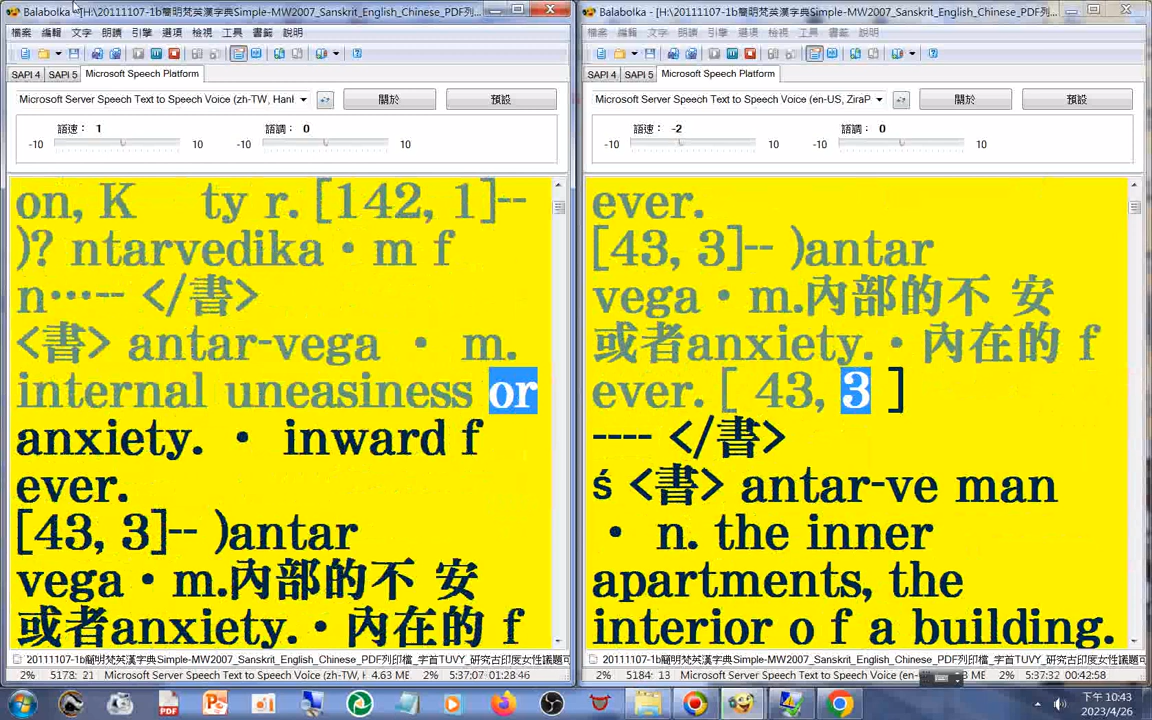 Balabolka - [H:\20111107-1b簡明梵英漢字典Simple-MW2007_Sanskrit_English_Chinese_PDF列...
檔案 編輯 文字 朗讀 引擎 選項 檢視 工具 書籤 說明
SAPI 4 SAPI 5 Microsoft Speech Platform
Microsoft Server Speech Text to Speech Voice (zh-TW, Hanl 關於 預設
語速： 1 語調： 0
-10 10 -10 10
on, K ty r. [142, 1]--
)? ntarvedika • m f
n…-- </書>
<書> antar-vega • m.
internal uneasiness or
anxiety. • inward f
ever.
[43, 3]-- )antar
vega • m.內部的不 安
或者anxiety. • 內在的 f
20111107-1b簡明梵英漢字典Simple-MW2007_Sanskrit_English_Chinese_PDF列印檔_字首TUVY_研究古印度女性議題可
2% 5178: 21 Microsoft Server Speech Text to Speech Voice (zh-TW, H 4.63 ME 2% 5:37:07 01:28:46
Balabolka - [H:\20111107-1b簡明梵英漢字典Simple-MW2007_Sanskrit_English_Chinese_PDF列印...
檔案 編輯 文字 朗讀 引擎 選項 檢視 工具 書籤 說明
SAPI 4 SAPI 5 Microsoft Speech Platform
Microsoft Server Speech Text to Speech Voice (en-US, ZiraP 關於 預設
語速： -2 語調： 0
-10 10 -10 10
ever.
[43, 3]-- )antar
vega • m.內部的不 安
或者anxiety. • 內在的 f
ever. [ 43, 3 ]
---- </書>
ś <書> antar-ve man
• n. the inner
apartments, the
interior o f a building.
20111107-1b簡明梵英漢字典Simple-MW2007_Sanskrit_English_Chinese_PDF列印檔_字首TUVY_研究古印度女性議題可
2% 5184: 13 Microsoft Server Speech Text to Speech Voice (en-U 3 ME 2% 5:37:32 00:42:58
下午 10:43
2023/4/26